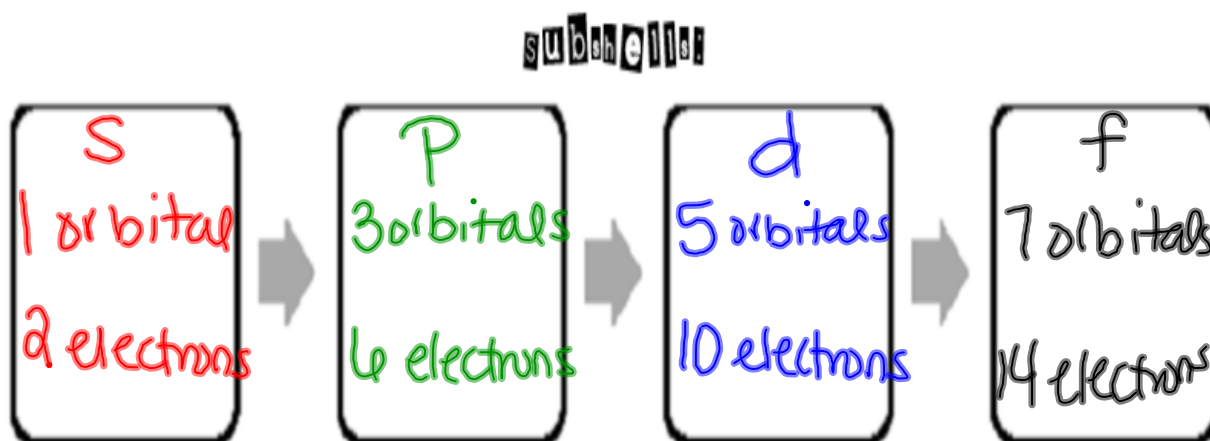 subshells:
s
1 orbital
2 electrons
p
3 orbitals
6 electrons
d
5 orbitals
10 electrons
f
7 orbitals
14 electrons